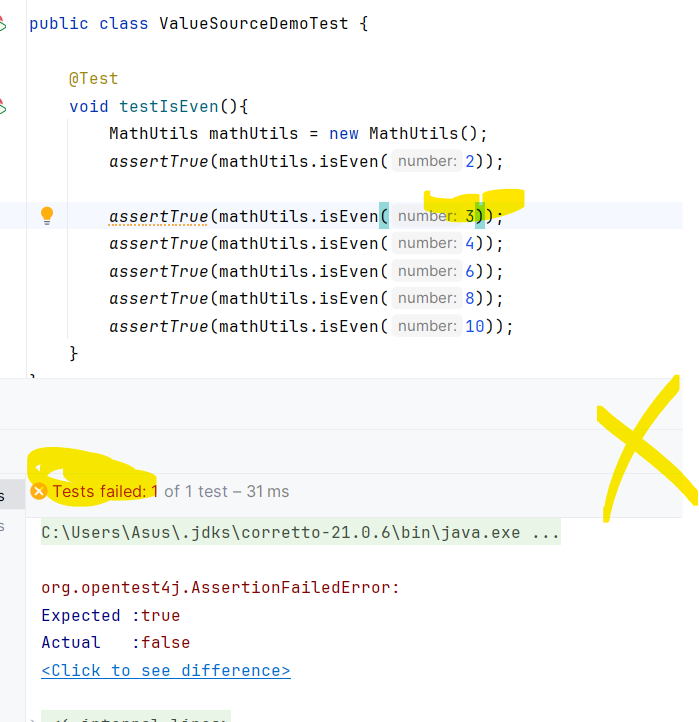 public class ValueSourceDemoTest {
@Test
void testIsEven(){
MathUtils mathUtils = new MathUtils();
assertTrue(mathUtils.isEven( number: 2));
assertTrue(mathUtils.isEven( number: 3));
assertTrue(mathUtils.isEven( number: 4));
assertTrue(mathUtils.isEven( number: 6));
assertTrue(mathUtils.isEven( number: 8));
assertTrue(mathUtils.isEven( number: 10));
}
Tests failed: 1 of 1 test – 31 ms
C:\Users\Asus\.jdks\corretto-21.0.6\bin\java.exe ...
org.opentest4j.AssertionFailedError:
Expected :true
Actual :false
<Click to see difference>